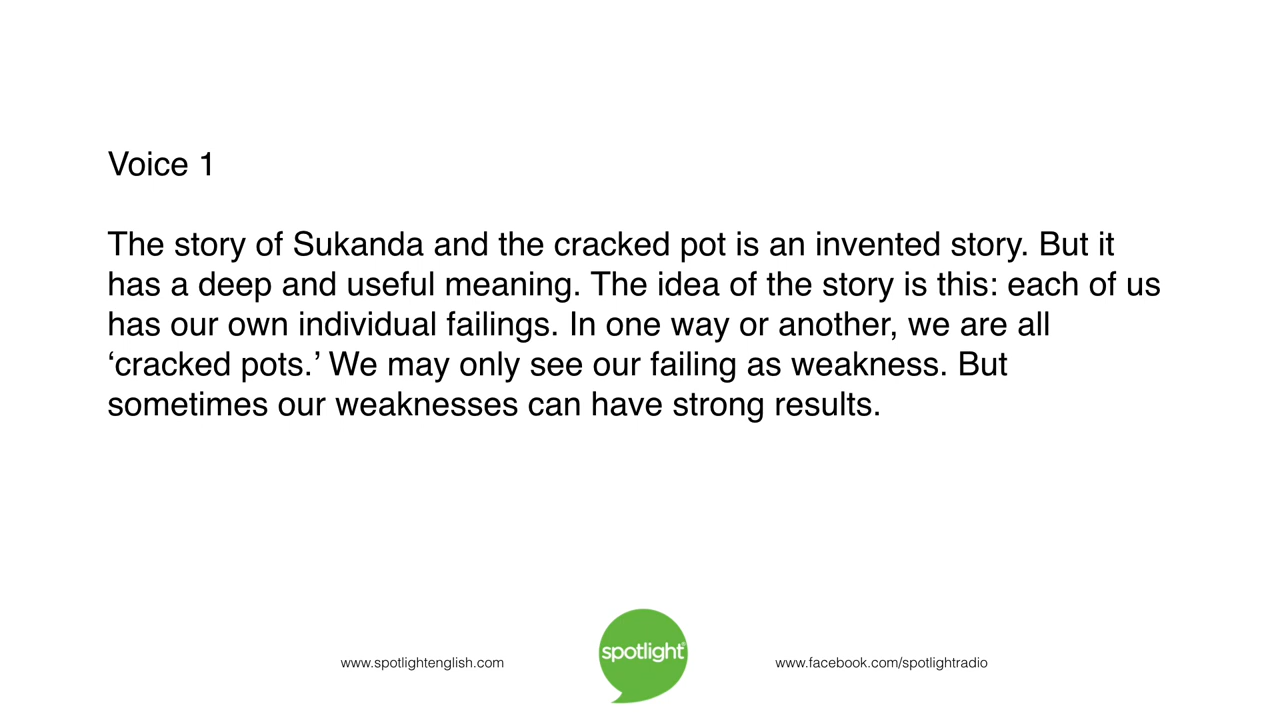 Voice 1
The story of Sukanda and the cracked pot is an invented story. But it
has a deep and useful meaning. The idea of the story is this: each of us
has our own individual failings. In one way or another, we are all
‘cracked pots.’ We may only see our failing as weakness. But
sometimes our weaknesses can have strong results.
www.spotlightenglish.com
spotlight®
www.facebook.com/spotlightradio